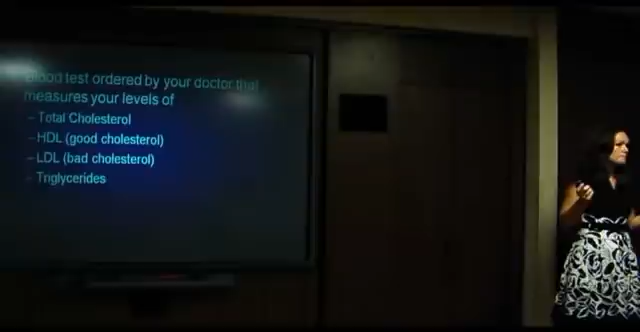 Blood test ordered by your doctor that
measures your levels of
– Total Cholesterol
– HDL (good cholesterol)
– LDL (bad cholesterol)
– Triglycerides